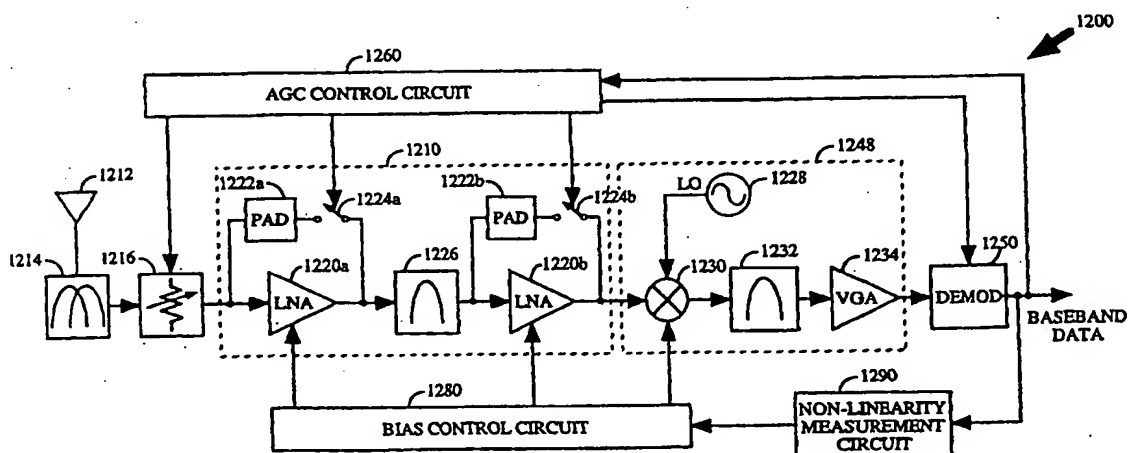 1200
1260
AGC CONTROL CIRCUIT
1210
1248
1212
1222a
1224a
1222b
1224b
LO
1228
PAD
PAD
1214
1216
1220a
1226
1220b
1230
1232
1234
1250
LNA
LNA
VGA
DEMOD
BASEBAND
DATA
1280
BIAS CONTROL CIRCUIT
1290
NON-LINEARITY
MEASUREMENT
CIRCUIT